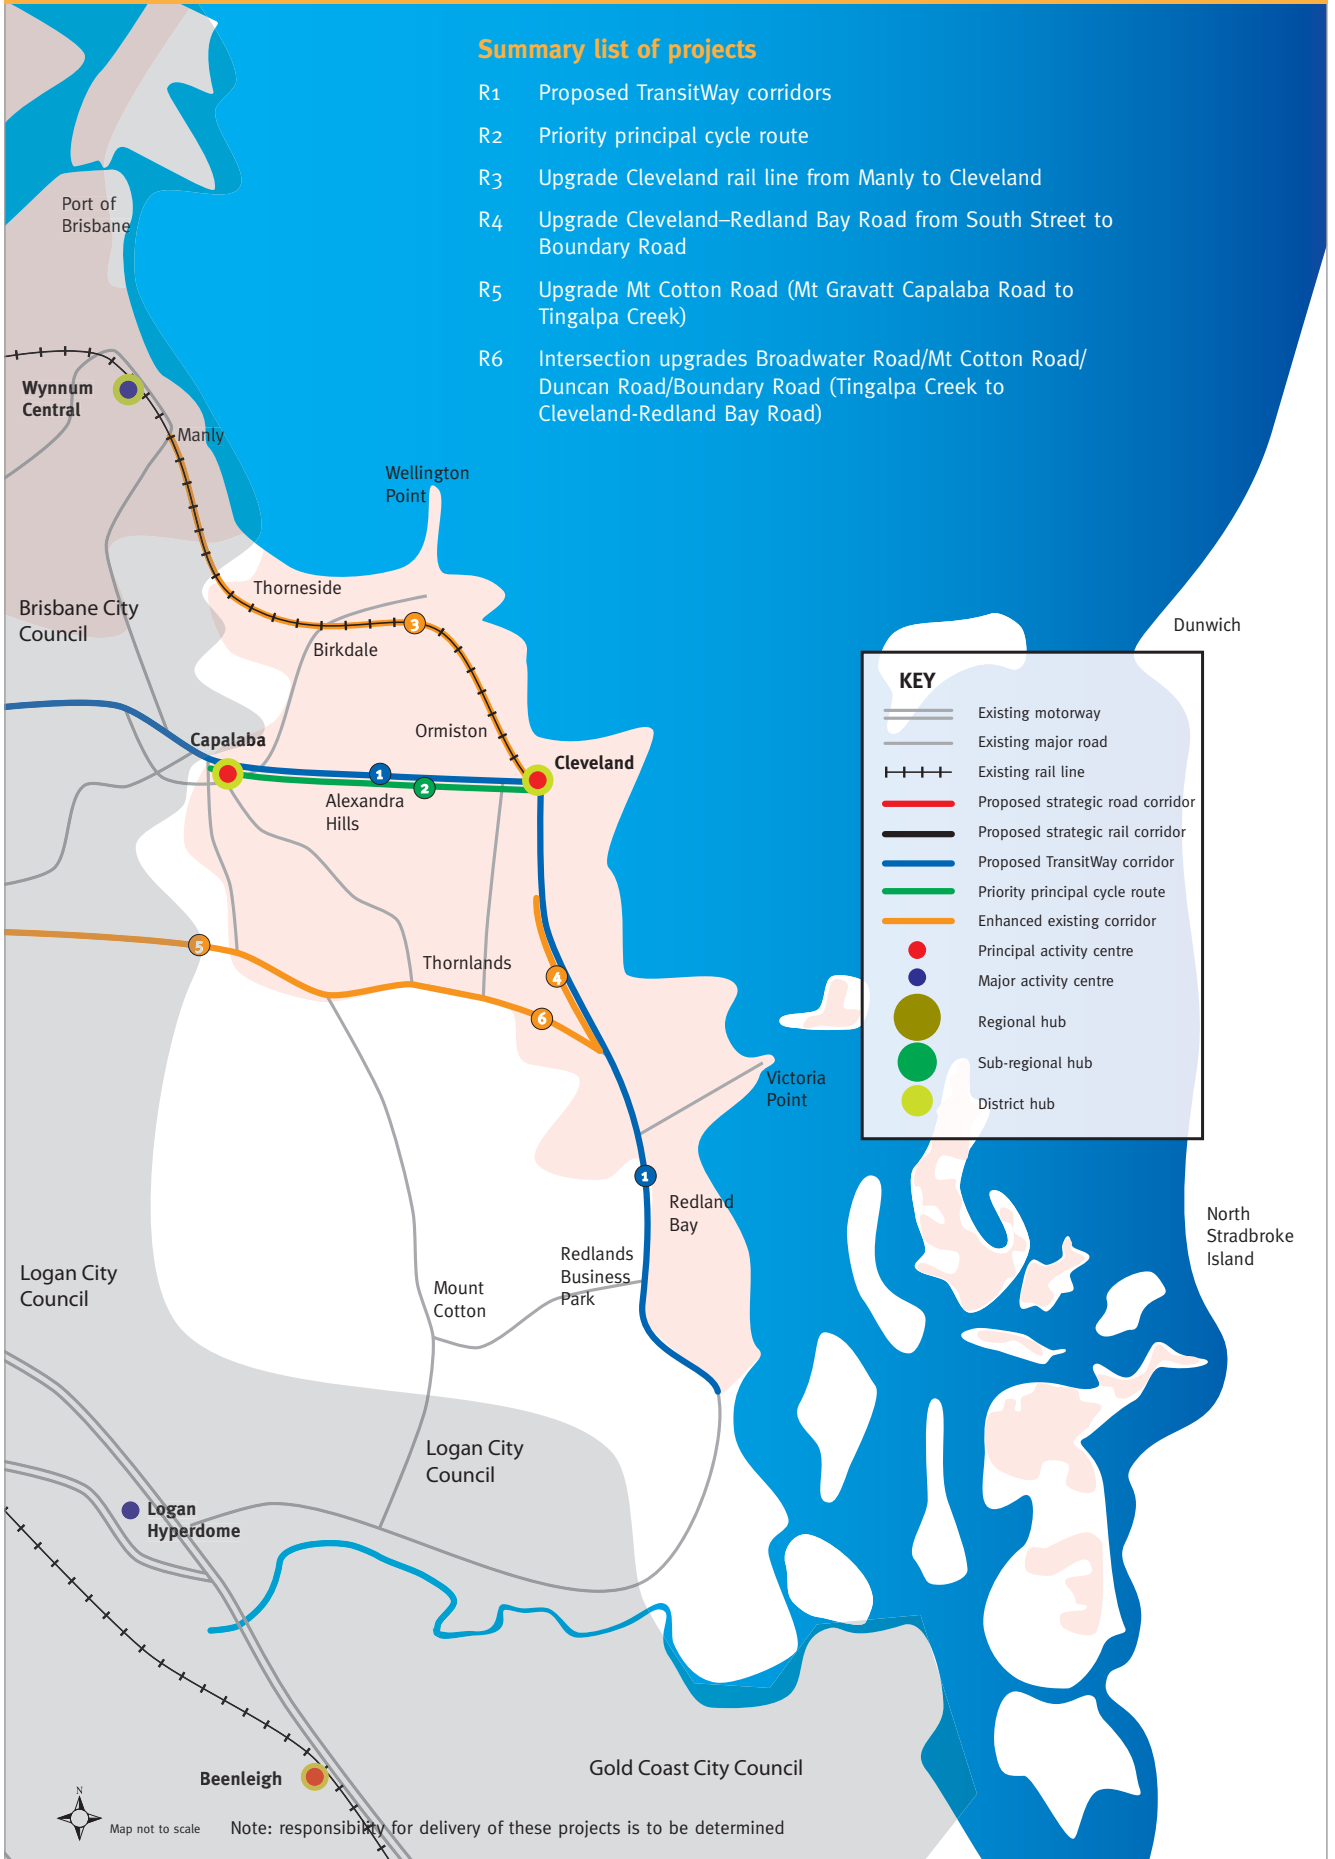 Summary list of projects
R1 Proposed TransitWay corridors
R2 Priority principal cycle route
R3 Upgrade Cleveland rail line from Manly to Cleveland
R4 Upgrade Cleveland–Redland Bay Road from South Street to
Boundary Road
R5 Upgrade Mt Cotton Road (Mt Gravatt Capalaba Road to
Tingalpa Creek)
R6 Intersection upgrades Broadwater Road/Mt Cotton Road/
Duncan Road/Boundary Road (Tingalpa Creek to
Cleveland-Redland Bay Road)
Port of
Brisbane
Wynnum
Central
Manly
Wellington
Point
Thorneside
Brisbane City
Council
3
Birkdale
Dunwich
Ormiston
Capalaba
Cleveland
1
2
Alexandra
Hills
5
Thornlands
4
6
Victoria
Point
1
Redland
Bay
Redlands
Business
Park
Mount
Cotton
Logan City
Council
Logan City
Council
Logan
Hyperdome
North
Stradbroke
Island
KEY
Existing motorway
Existing major road
Existing rail line
Proposed strategic road corridor
Proposed strategic rail corridor
Proposed TransitWay corridor
Priority principal cycle route
Enhanced existing corridor
Principal activity centre
Major activity centre
Regional hub
Sub-regional hub
District hub
Gold Coast City Council
Beenleigh
N
Map not to scale
Note: responsibility for delivery of these projects is to be determined